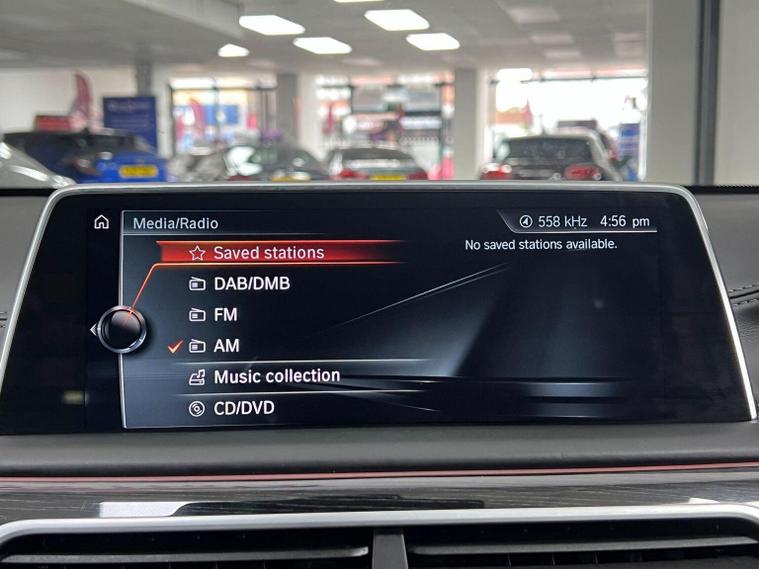 Media/Radio
558 kHz 4:56 pm
Saved stations
No saved stations available.
DAB/DMB
FM
AM
Music collection
CD/DVD